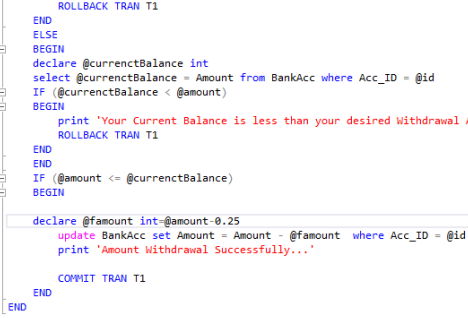 ROLLBACK TRAN T1
END
ELSE
BEGIN
declare @currenctBalance int
select @currenctBalance = Amount from BankAcc where Acc_ID = @id
IF (@currenctBalance < @amount)
BEGIN
print 'Your Current Balance is less than your desired Withdrawal A
ROLLBACK TRAN T1
END
END
IF (@amount <= @currenctBalance)
BEGIN
declare @famount int=@amount-0.25
update BankAcc set Amount = Amount - @famount where Acc_ID = @id
print 'Amount Withdrawal Successfully...'
COMMIT TRAN T1
END
END